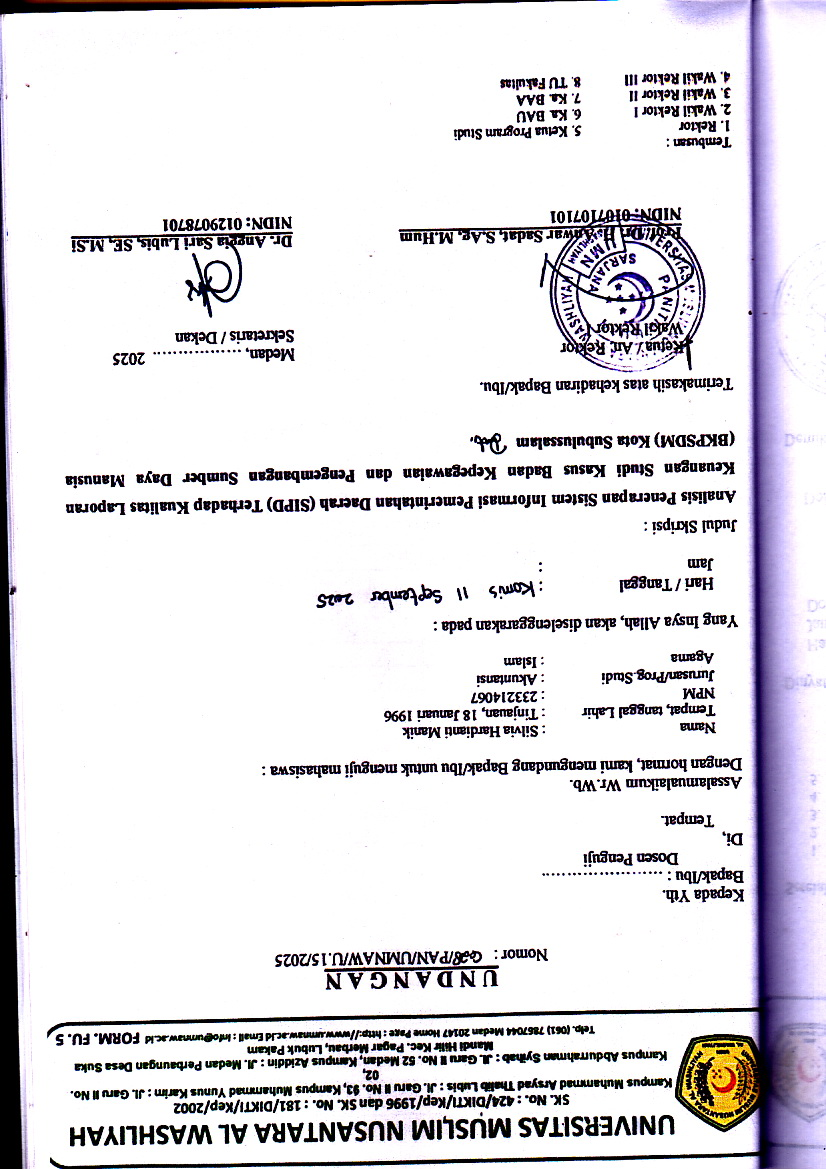 UNIVERSITAS MUSLIM NUSANTARA AL WASHLIYAH
SK. No. : 424/DIKTI/Kep/1996 dan SK. No. : 181/DIKTI/Kep/2002
Kampus Muhammad Arsyad Thalib Lubis : Jl. Garu II No. 93, Kampus Muhammad Yunus Karim : Jl. Garu II No. 02,
Kampus Abdurrahman Syihab : Jl. Garu II No. 52 Medan, Kampus Aziddin : Jl. Medan Perbaungan Desa Suka
Mandi Hilir Kec. Pagar Merbau, Lubuk Pakam
Telp. (061) 7867044 Medan 20147 Home Page : http://www.umnaw.ac.id Email : info@umnaw.ac.id FORM. FU. 5
UNDANGAN
Nomor : /PAN/UMNAW/U.15/2025
Kepada Yth.
Bapak/Ibu : ........................
Dosen Penguji
Di,
Tempat.
Assalamualaikum Wr.Wb.
Dengan hormat, kami mengundang Bapak/Ibu untuk menguji mahasiswa :
Nama : Silvia Hardianti Manik
Tempat, tanggal Lahir : Tinjauan, 18 Januari 1996
NPM : 233214067
Jurusan/Prog.Studi : Akuntansi
Agama : Islam
Yang Insya Allah, akan diselenggarakan pada :
Hari / Tanggal : Kamis 11 September 2025
Jam :
Judul Skripsi :
Analisis Penerapan Sistem Informasi Pemerintahan Daerah (SIPD) Terhadap Kualitas Laporan
Keuangan Studi Kasus Badan Kepegawaian dan Pengembangan Sumber Daya Manusia
(BKPSDM) Kota Subulussalam
Terimakasih atas kehadiran Bapak/Ibu.
Medan, .................. 2025
Ketua / An. Rektor
Wakil Rektor I
Sekretaris / Dekan
Prof. Dr. H. Anwar Sadat, S.Ag, M.Hum
NIDN: 0107107101
Dr. Anggia Sari Lubis, SE, M.Si
NIDN: 0129078701
Tembusan :
1. Rektor
2. Wakil Rektor I
3. Wakil Rektor II
4. Wakil Rektor III
5. Ketua Program Studi
6. Ka BAU
7. Ka BAA
8. TU Fakultas